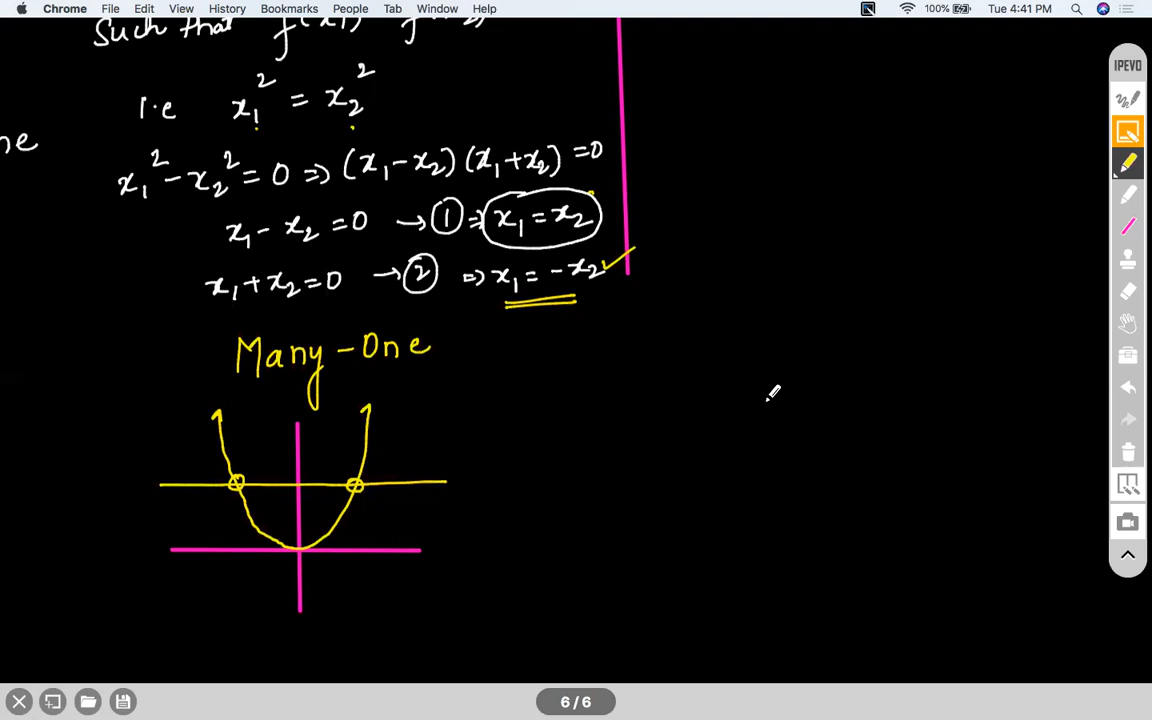 Chrome File Edit View History Bookmarks People Tab Window Help 100% Tue 4:41 PM
Such that f(x₁) f
I.e x₁² = x₂²
ne
x₁² - x₂² = 0 ⇒ (x₁ - x₂) (x₁ + x₂) = 0
x₁ - x₂ = 0 → ① ⇒ x₁ = x₂
x₁ + x₂ = 0 → ② ⇒ x₁ = - x₂ ✓
Many - One
IPEVO
6 / 6